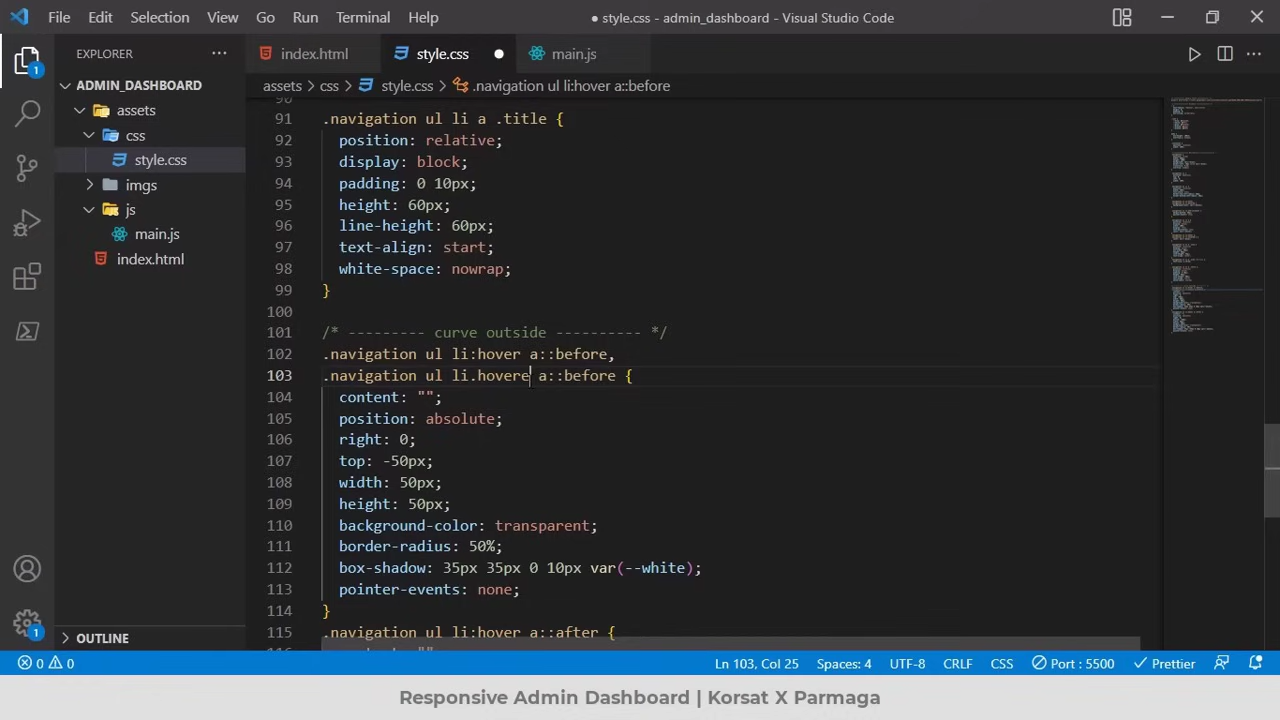 File Edit Selection View Go Run Terminal Help
● style.css - admin_dashboard - Visual Studio Code
EXPLORER
index.html
style.css
main.js
1
ADMIN_DASHBOARD
assets > css > style.css > .navigation ul li:hover a::before
assets
css
style.css
imgs
js
main.js
index.html
91 .navigation ul li a .title {
92 position: relative;
93 display: block;
94 padding: 0 10px;
95 height: 60px;
96 line-height: 60px;
97 text-align: start;
98 white-space: nowrap;
99 }
100
101 /* --------- curve outside ---------- */
102 .navigation ul li:hover a::before,
103 .navigation ul li.hovere a::before {
104 content: "";
105 position: absolute;
106 right: 0;
107 top: -50px;
108 width: 50px;
109 height: 50px;
110 background-color: transparent;
111 border-radius: 50%;
112 box-shadow: 35px 35px 0 10px var(--white);
113 pointer-events: none;
114 }
115 .navigation ul li:hover a::after {
1
OUTLINE
0 0
Ln 103, Col 25
Spaces: 4
UTF-8
CRLF
CSS
Port : 5500
Prettier
Responsive Admin Dashboard | Korsat X Parmaga